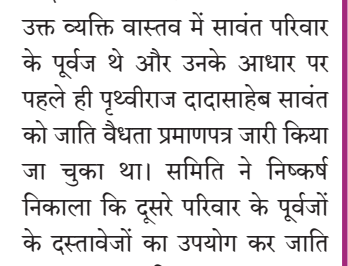 उक्त व्यक्ति वास्तव में सावंत परिवार
के पूर्वज थे और उनके आधार पर
पहले ही पृथ्वीराज दादासाहेब सावंत
को जाति वैधता प्रमाणपत्र जारी किया
जा चुका था। समिति ने निष्कर्ष
निकाला कि दूसरे परिवार के पूर्वजों
के दस्तावेजों का उपयोग कर जाति